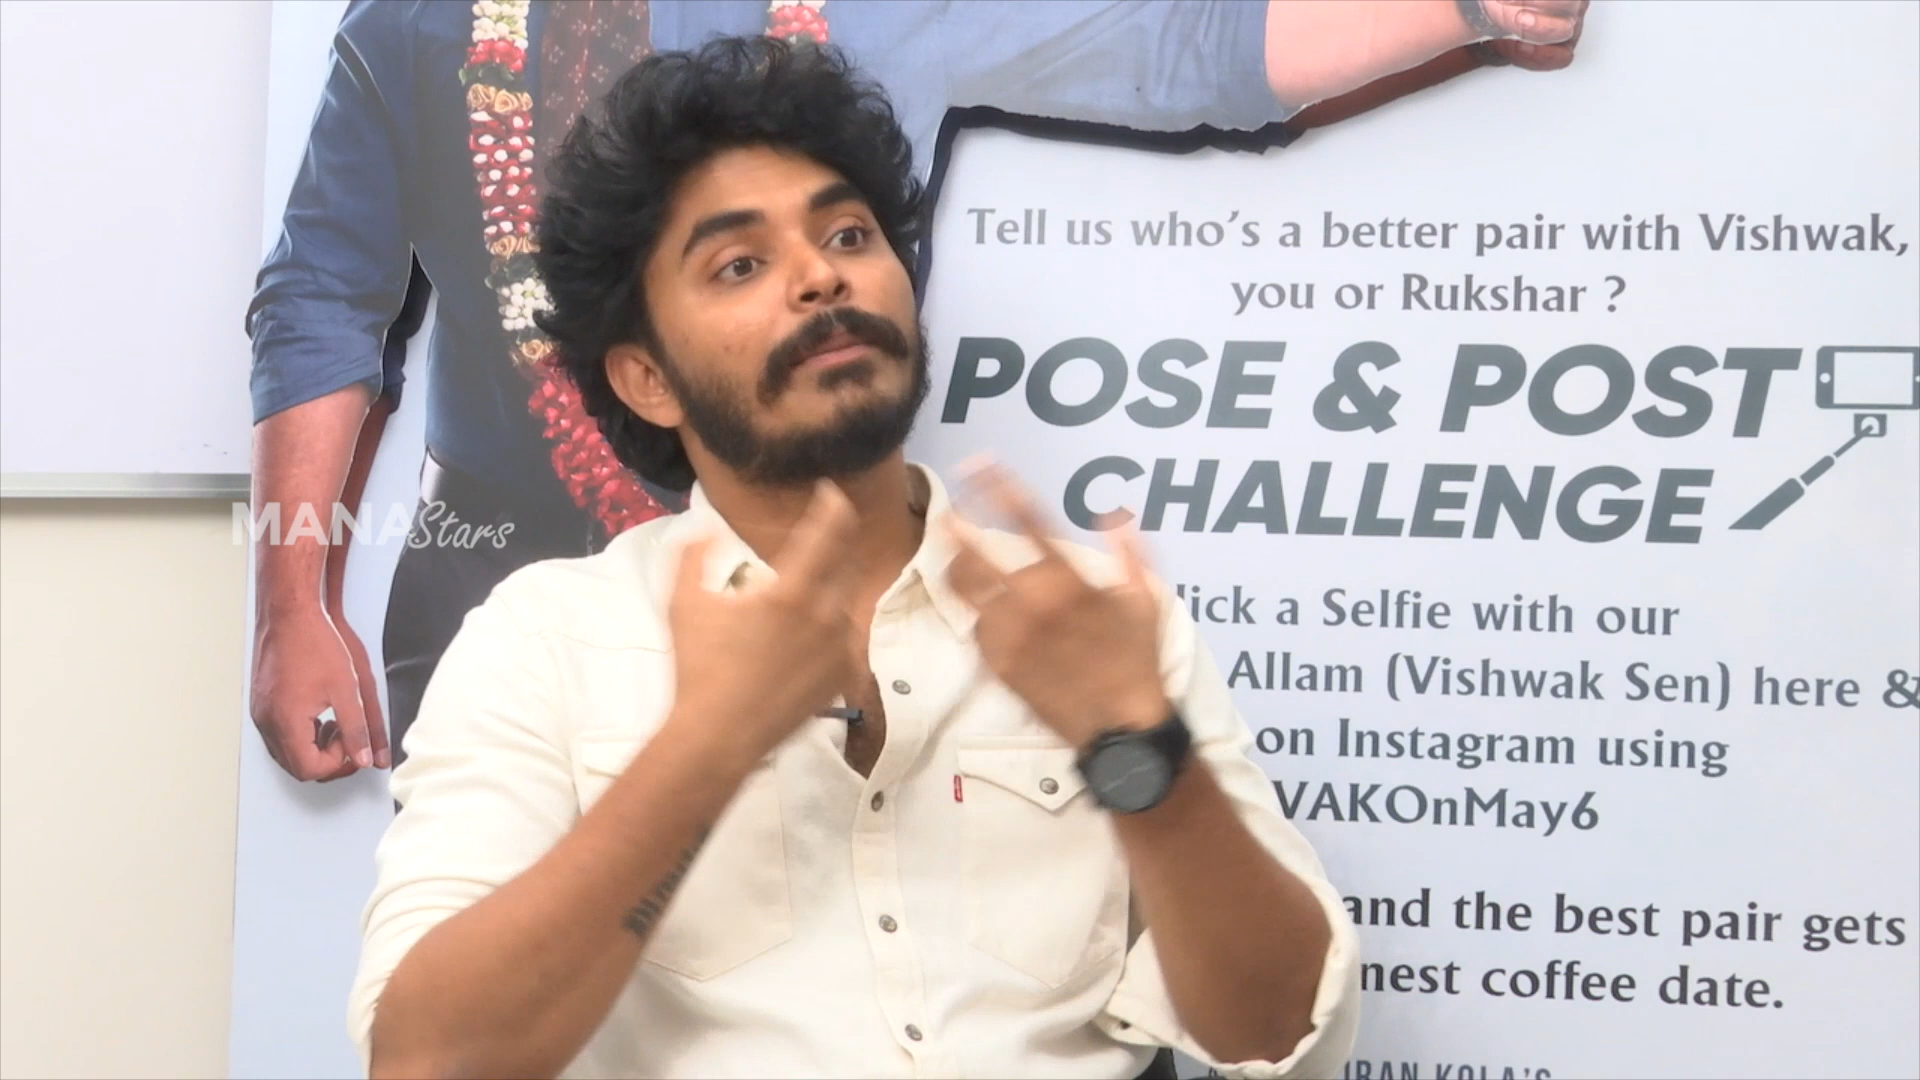 Tell us who's a better pair with Vishwak,
you or Rukshar ?
POSE & POST
CHALLENGE
lick a Selfie with our
Allam (Vishwak Sen) here &
on Instagram using
VAKOnMay6
and the best pair gets
nest coffee date.
MANA Stars